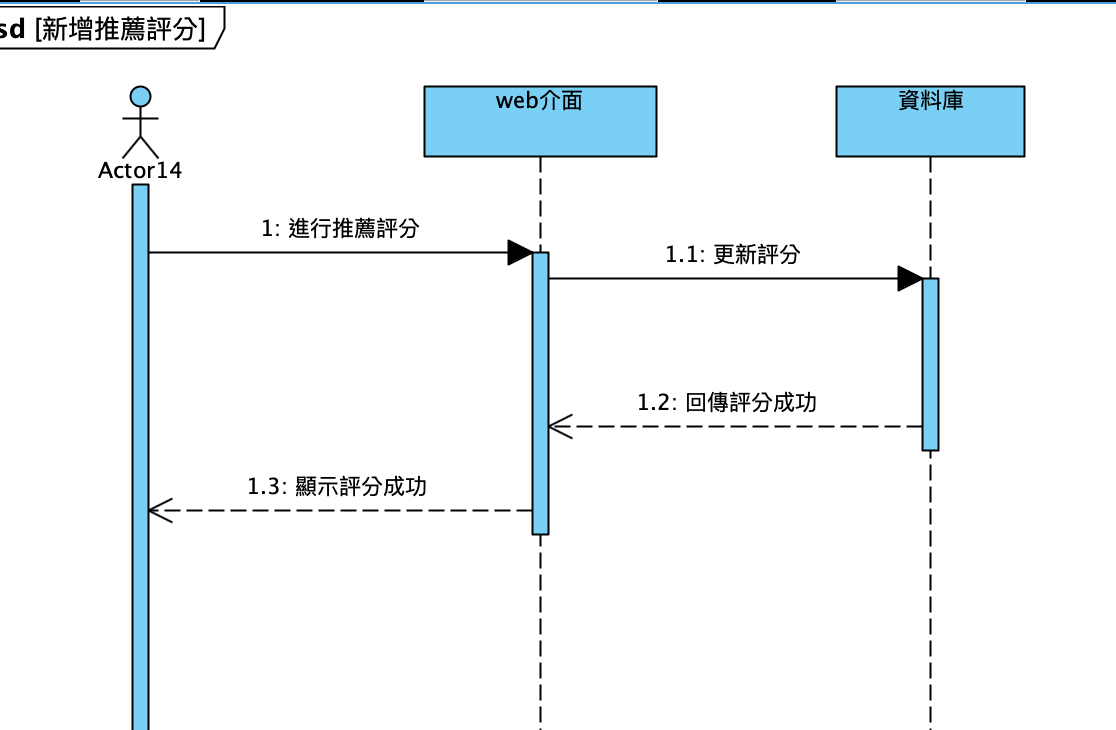 sd [新增推薦評分]
web介面
資料庫
Actor14
1: 進行推薦評分
1.1: 更新評分
1.2: 回傳評分成功
1.3: 顯示評分成功